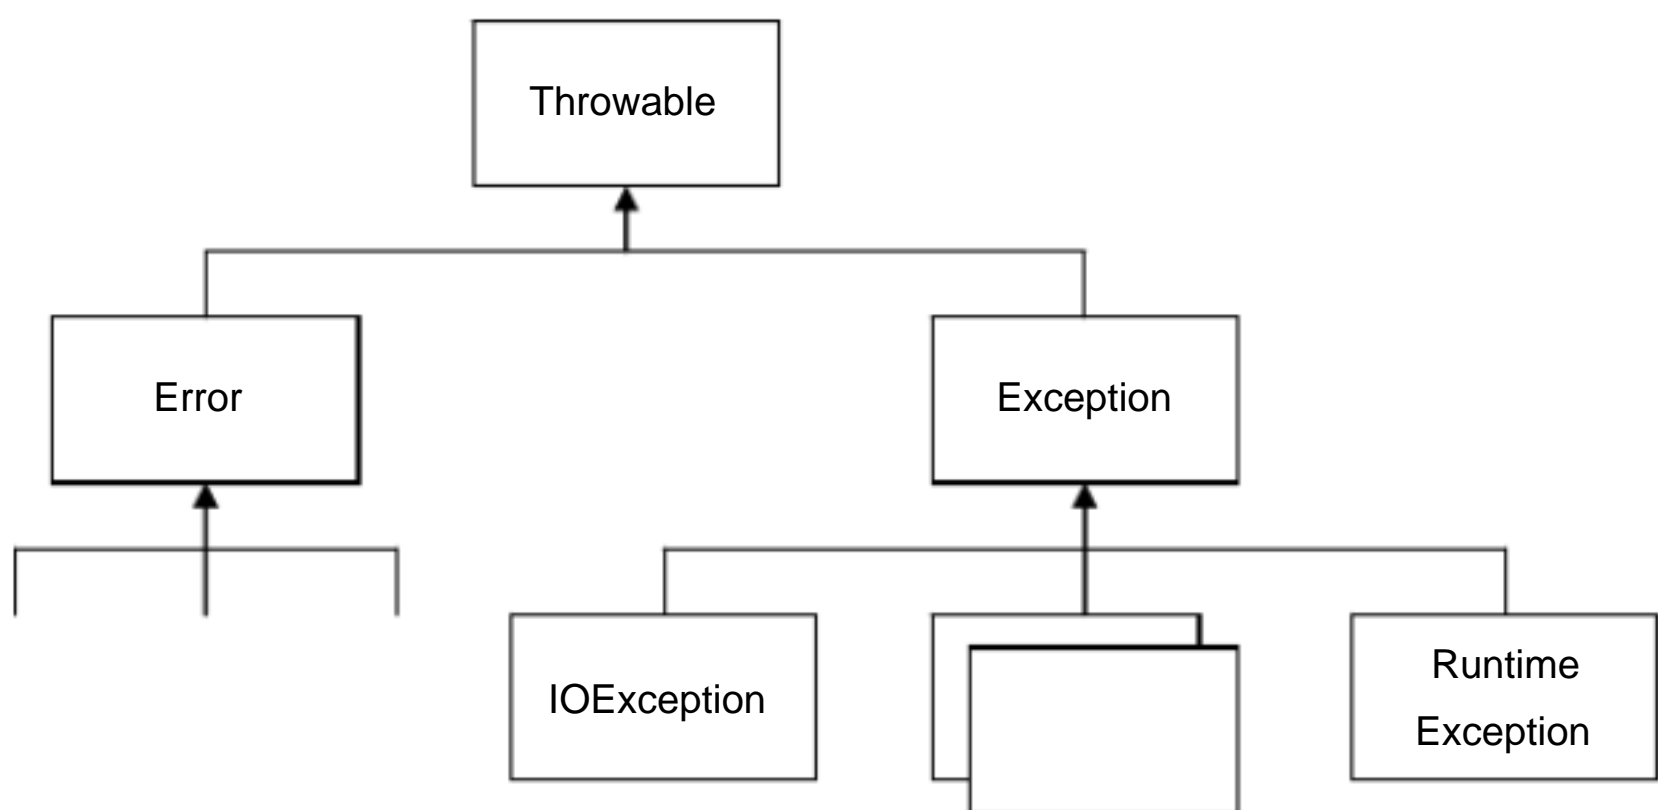 Throwable
Error
Exception
IOException
Runtime
Exception